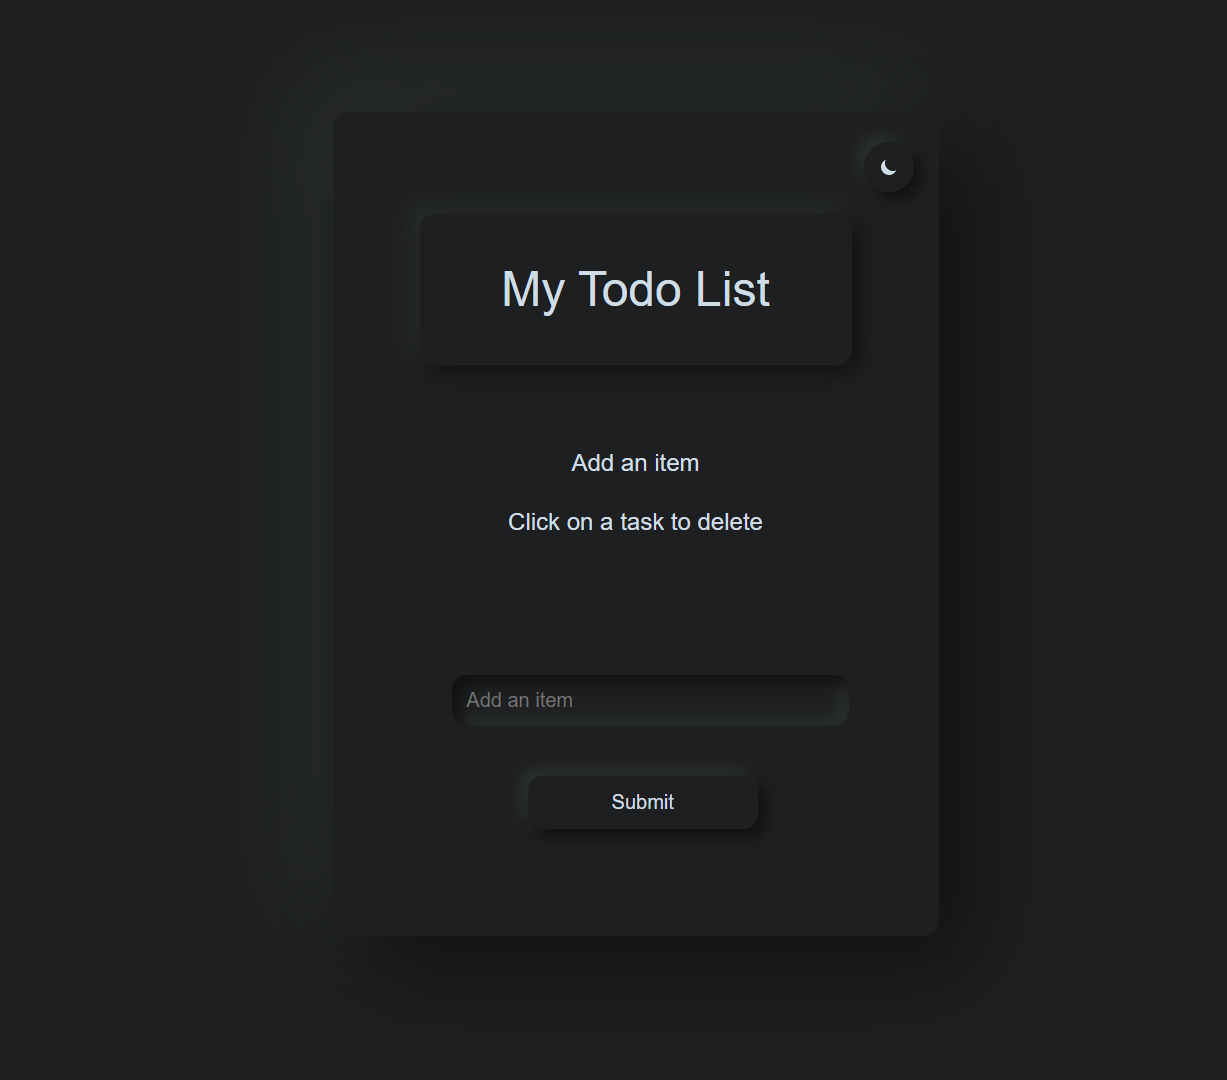 My Todo List
Add an item
Click on a task to delete
Add an item
Submit